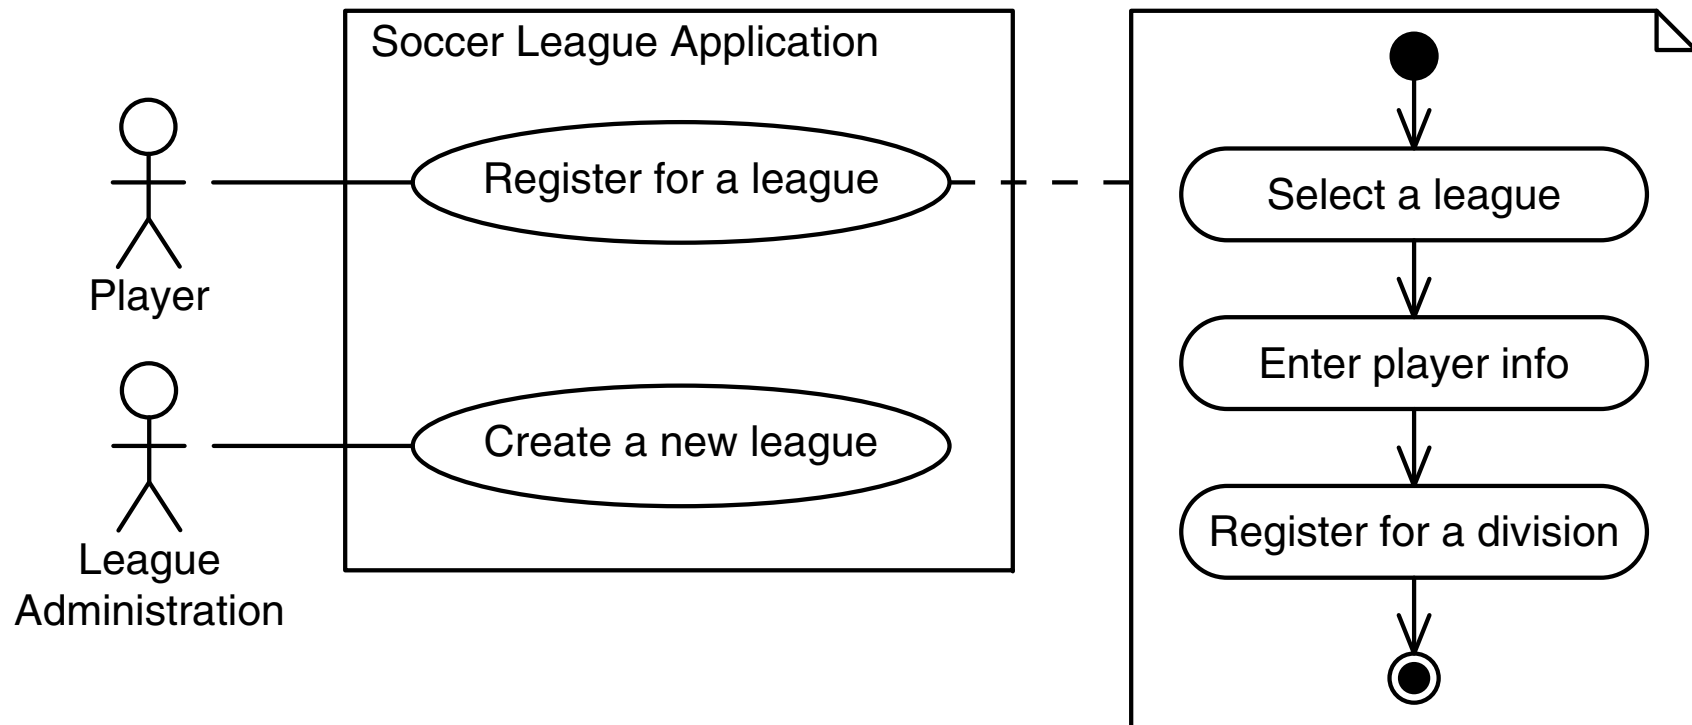 Soccer League Application
Register for a league
Player
Create a new league
League
Administration
Select a league
Enter player info
Register for a division